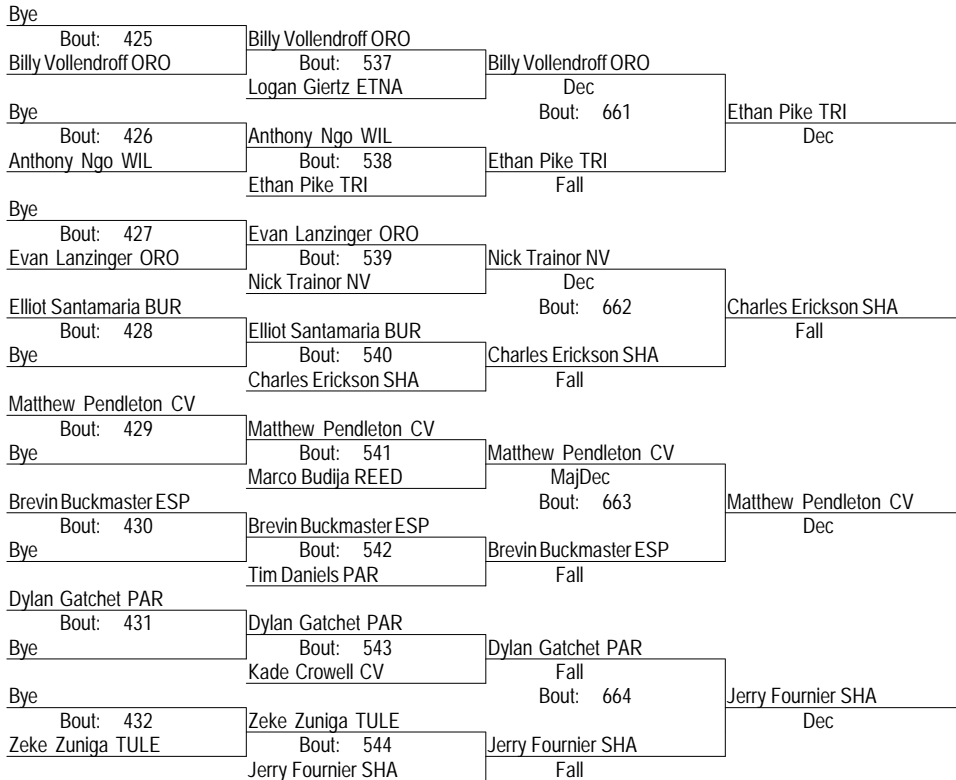 Bye
Bout: 425
Billy Vollendroff ORO
Bye
Bout: 426
Anthony Ngo WIL
Bye
Bout: 427
Evan Lanzinger ORO
Elliot Santamaria BUR
Bout: 428
Bye
Matthew Pendleton CV
Bout: 429
Bye
Brevin Buckmaster ESP
Bout: 430
Bye
Dylan Gatchet PAR
Bout: 431
Bye
Bye
Bout: 432
Zeke Zuniga TULE
Billy Vollendroff ORO
Bout: 537
Logan Giertz ETNA
Anthony Ngo WIL
Bout: 538
Ethan Pike TRI
Evan Lanzinger ORO
Bout: 539
Nick Trainor NV
Elliot Santamaria BUR
Bout: 540
Charles Erickson SHA
Matthew Pendleton CV
Bout: 541
Marco Budija REED
Brevin Buckmaster ESP
Bout: 542
Tim Daniels PAR
Dylan Gatchet PAR
Bout: 543
Kade Crowell CV
Zeke Zuniga TULE
Bout: 544
Jerry Fournier SHA
Billy Vollendroff ORO
Dec
Bout: 661
Ethan Pike TRI
Fall
Nick Trainor NV
Dec
Bout: 662
Charles Erickson SHA
Fall
Matthew Pendleton CV
MajDec
Bout: 663
Brevin Buckmaster ESP
Fall
Dylan Gatchet PAR
Fall
Bout: 664
Jerry Fournier SHA
Fall
Ethan Pike TRI
Dec
Charles Erickson SHA
Fall
Matthew Pendleton CV
Dec
Jerry Fournier SHA
Dec